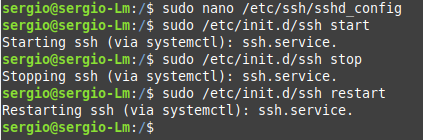 sergio@sergio-Lm:/$ sudo nano /etc/ssh/sshd_config
sergio@sergio-Lm:/$ sudo /etc/init.d/ssh start
Starting ssh (via systemctl): ssh.service.
sergio@sergio-Lm:/$ sudo /etc/init.d/ssh stop
Stopping ssh (via systemctl): ssh.service.
sergio@sergio-Lm:/$ sudo /etc/init.d/ssh restart
Restarting ssh (via systemctl): ssh.service.
sergio@sergio-Lm:/$